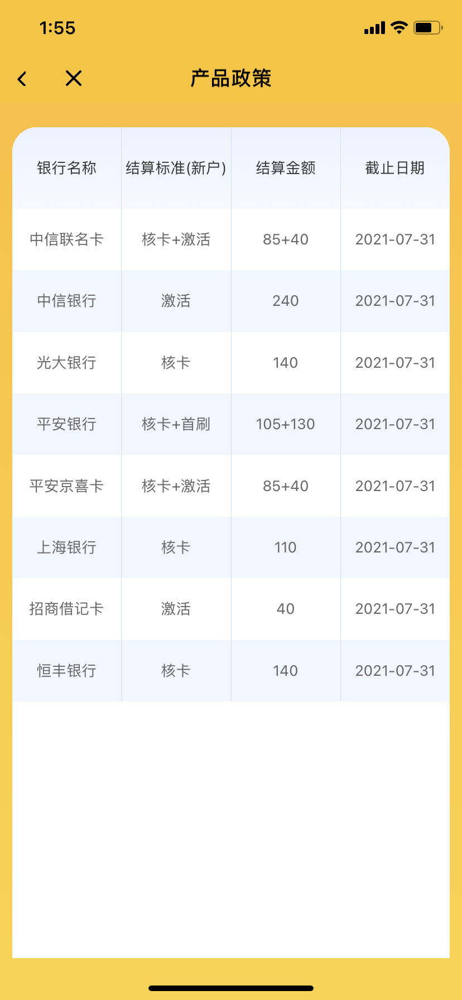 1:55
产品政策
银行名称 结算标准(新户) 结算金额 截止日期
中信联名卡 核卡+激活 85+40 2021-07-31
中信银行 激活 240 2021-07-31
光大银行 核卡 140 2021-07-31
平安银行 核卡+首刷 105+130 2021-07-31
平安京喜卡 核卡+激活 85+40 2021-07-31
上海银行 核卡 110 2021-07-31
招商借记卡 激活 40 2021-07-31
恒丰银行 核卡 140 2021-07-31